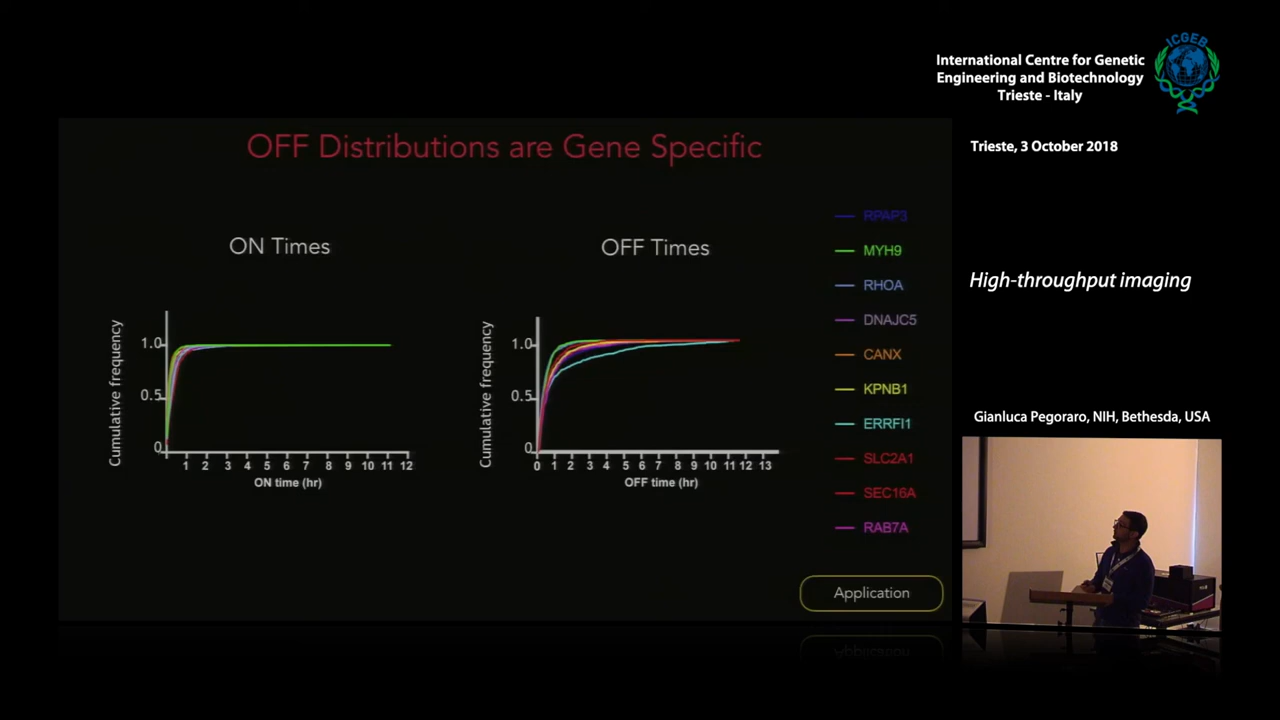 ICGEB
International Centre for Genetic
Engineering and Biotechnology
Trieste - Italy
Trieste, 3 October 2018
High-throughput imaging
Gianluca Pegoraro, NIH, Bethesda, USA
OFF Distributions are Gene Specific
ON Times
Cumulative frequency
1.0
0.5
0
1 2 3 4 5 6 7 8 9 10 11 12
ON time (hr)
OFF Times
Cumulative frequency
1.0
0.5
0
0 1 2 3 4 5 6 7 8 9 10 11 12 13
OFF time (hr)
RPAP3
MYH9
RHOA
DNAJC5
CANX
KPNB1
ERRFI1
SLC2A1
SEC16A
RAB7A
Application